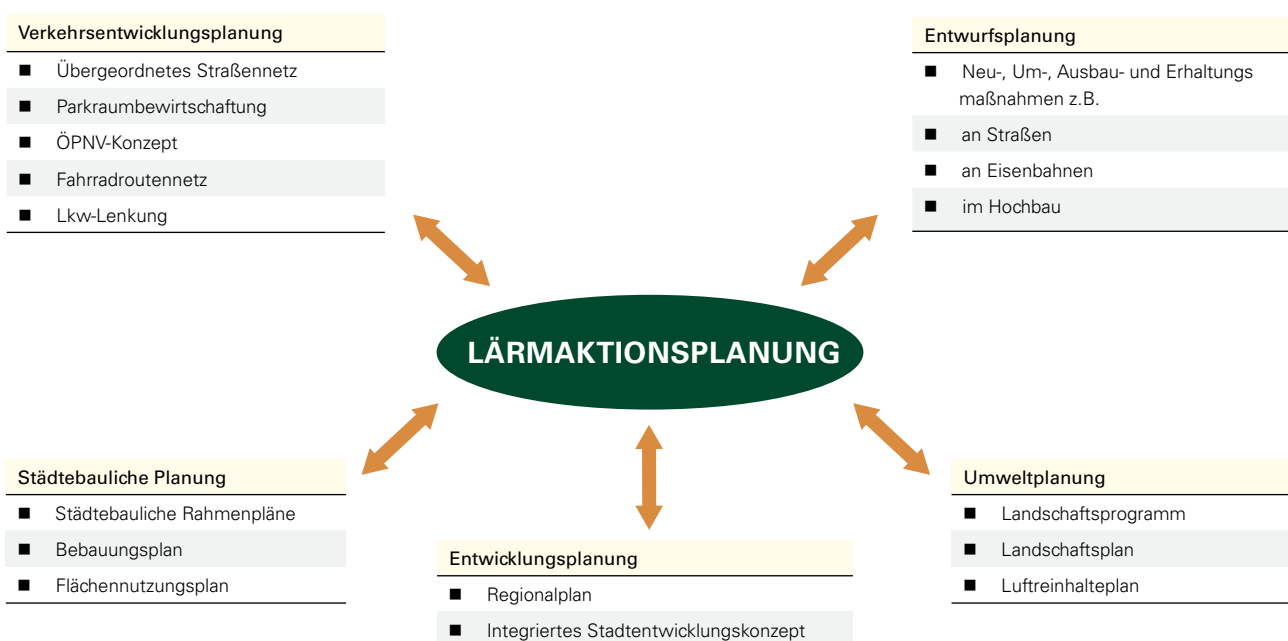 Verkehrsentwicklungsplanung
■ Übergeordnetes Straßennetz
■ Parkraumbewirtschaftung
■ ÖPNV-Konzept
■ Fahrradroutennetz
■ Lkw-Lenkung
Entwurfsplanung
■ Neu-, Um-, Ausbau- und Erhaltungs
maßnahmen z.B.
■ an Straßen
■ an Eisenbahnen
■ im Hochbau
LÄRMAKTIONSPLANUNG
Städtebauliche Planung
■ Städtebauliche Rahmenpläne
■ Bebauungsplan
■ Flächennutzungsplan
Entwicklungsplanung
■ Regionalplan
■ Integriertes Stadtentwicklungskonzept
Umweltplanung
■ Landschaftsprogramm
■ Landschaftsplan
■ Luftreinhalteplan